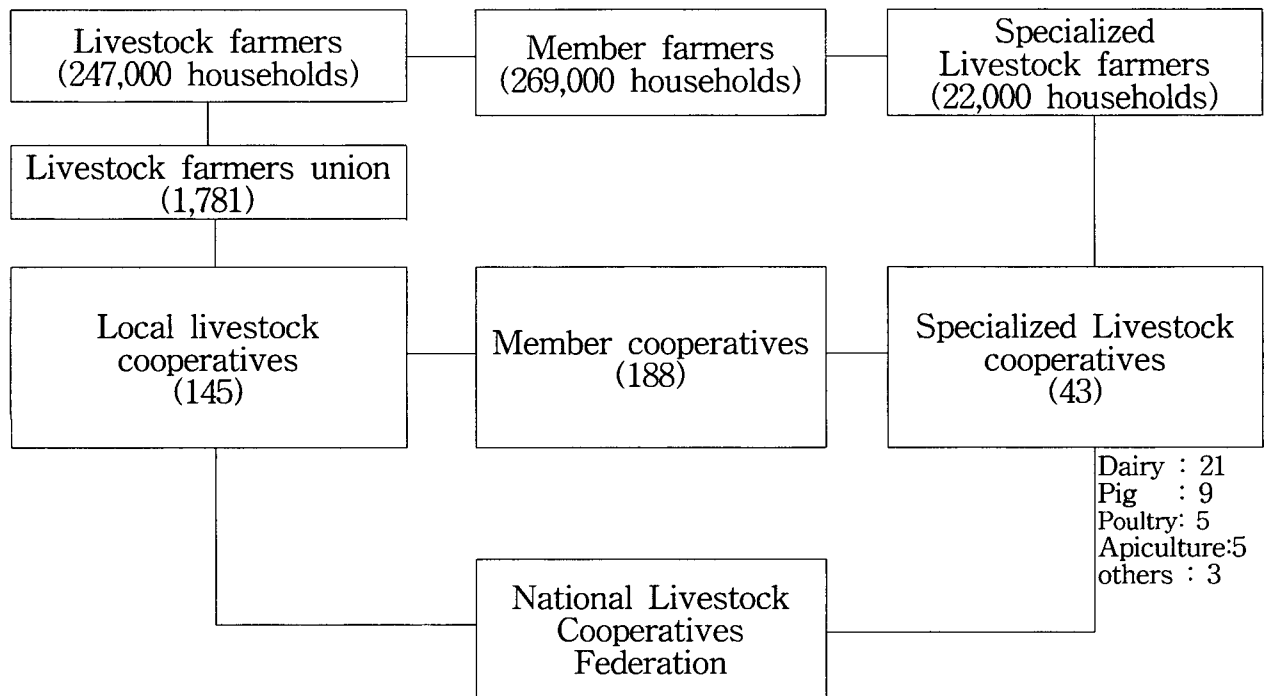 Livestock farmers
(247,000 households)
Member farmers
(269,000 households)
Specialized
Livestock farmers
(22,000 households)
Livestock farmers union
(1,781)
Local livestock
cooperatives
(145)
Member cooperatives
(188)
Specialized Livestock
cooperatives
(43)
Dairy : 21
Pig : 9
Poultry: 5
Apiculture:5
others : 3
National Livestock
Cooperatives
Federation